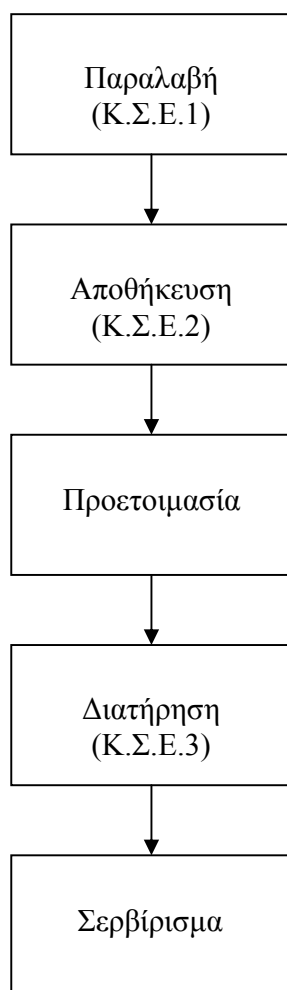 Παραλαβή
(Κ.Σ.Ε.1)
Αποθήκευση
(Κ.Σ.Ε.2)
Προετοιμασία
Διατήρηση
(Κ.Σ.Ε.3)
Σερβίρισμα